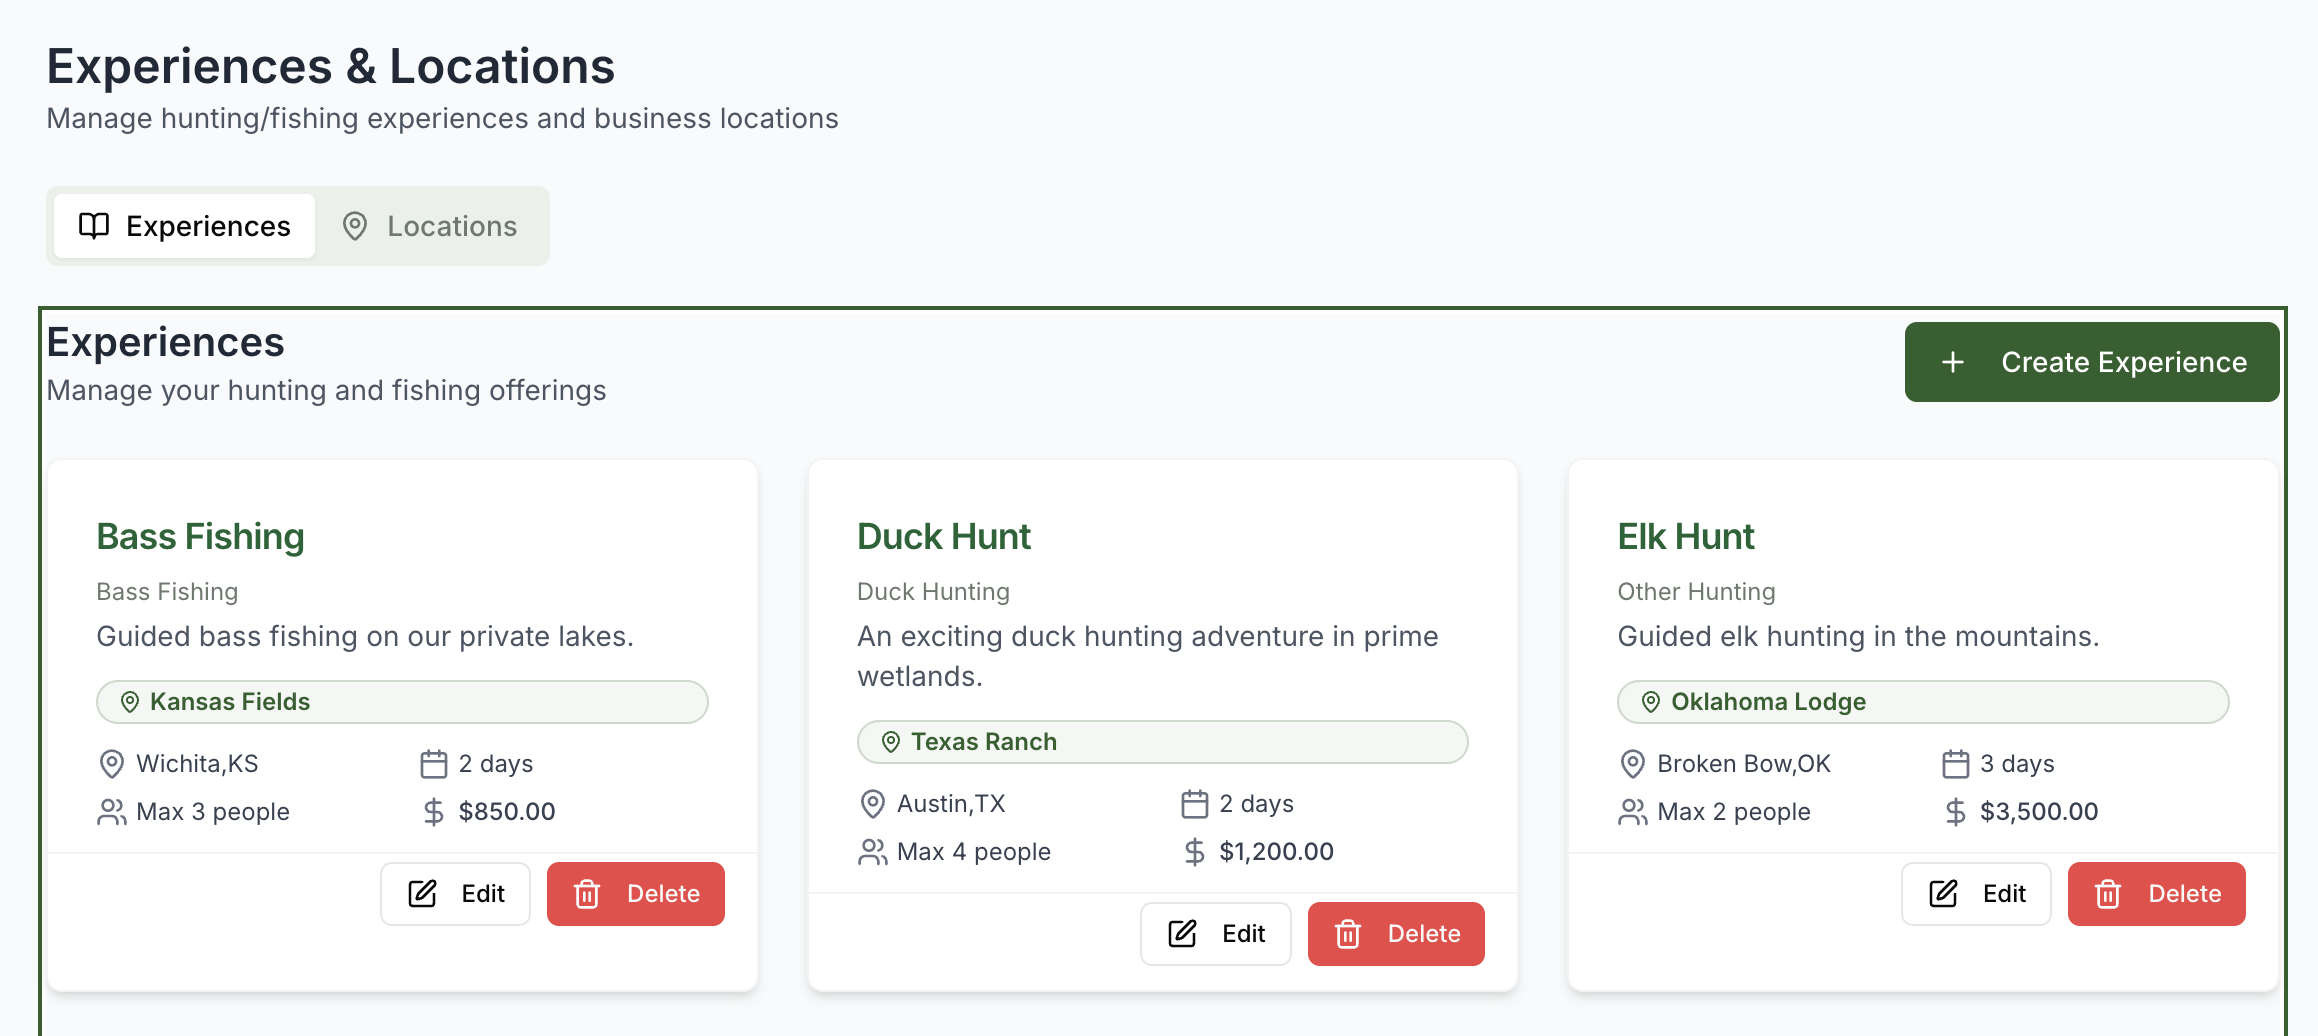 Experiences & Locations
Manage hunting/fishing experiences and business locations
Experiences
Locations
Experiences
Manage your hunting and fishing offerings
Create Experience
Bass Fishing
Bass Fishing
Guided bass fishing on our private lakes.
Kansas Fields
Wichita,KS
2 days
Max 3 people
$850.00
Edit
Delete
Duck Hunt
Duck Hunting
An exciting duck hunting adventure in prime
wetlands.
Texas Ranch
Austin,TX
2 days
Max 4 people
$1,200.00
Edit
Delete
Elk Hunt
Other Hunting
Guided elk hunting in the mountains.
Oklahoma Lodge
Broken Bow,OK
3 days
Max 2 people
$3,500.00
Edit
Delete